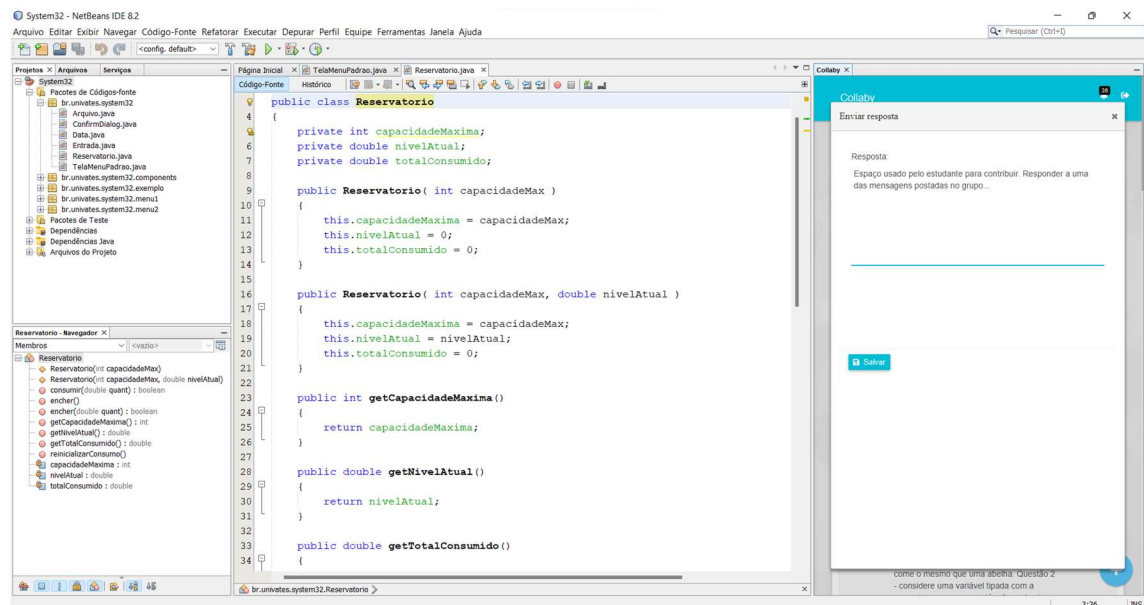 System32 - NetBeans IDE 8.2
Arquivo Editar Exibir Navegar Código-Fonte Refatorar Executar Depurar Perfil Equipe Ferramentas Janela Ajuda
Pesquisar (Ctrl+I)
<config. default>
Projetos × Arquivos Serviços
System32
Pacotes de Códigos-fonte
br.univates.system32
Arquivo.java
ConfirmDialog.java
Data.java
Entrada.java
Reservatorio.java
TelaMenuPadrao.java
br.univates.system32.components
br.univates.system32.exemplo
br.univates.system32.menu1
br.univates.system32.menu2
Pacotes de Teste
Dependências
Dependências Java
Arquivos do Projeto
Reservatorio - Navegador ×
Membros <vazio>
Reservatorio
Reservatorio(int capacidadeMax)
Reservatorio(int capacidadeMax, double nivelAtual)
consumir(double quant) : boolean
encher()
encher(double quant) : boolean
getCapacidadeMaxima() : int
getNivelAtual() : double
getTotalConsumido() : double
reinicializarConsumo()
capacidadeMaxima : int
nivelAtual : double
totalConsumido : double
Página Inicial × TelaMenuPadrao.java × Reservatorio.java ×
Código-Fonte Histórico
public class Reservatorio
4 {
private int capacidadeMaxima;
6 private double nivelAtual;
7 private double totalConsumido;
8
9 public Reservatorio( int capacidadeMax )
10 {
11 this.capacidadeMaxima = capacidadeMax;
12 this.nivelAtual = 0;
13 this.totalConsumido = 0;
14 }
15
16 public Reservatorio( int capacidadeMax, double nivelAtual )
17 {
18 this.capacidadeMaxima = capacidadeMax;
19 this.nivelAtual = nivelAtual;
20 this.totalConsumido = 0;
21 }
22
23 public int getCapacidadeMaxima()
24 {
25 return capacidadeMaxima;
26 }
27
28 public double getNivelAtual()
29 {
30 return nivelAtual;
31 }
32
33 public double getTotalConsumido()
34 {
br.univates.system32.Reservatorio
Collaby ×
Collaby
36
Enviar resposta ×
Resposta:
Espaço usado pelo estudante para contribuir. Responder a uma
das mensagens postadas no grupo...
Salvar
come o mesmo que uma abelha. Questão 2
- considere uma variável tipada com a
3:26 INS